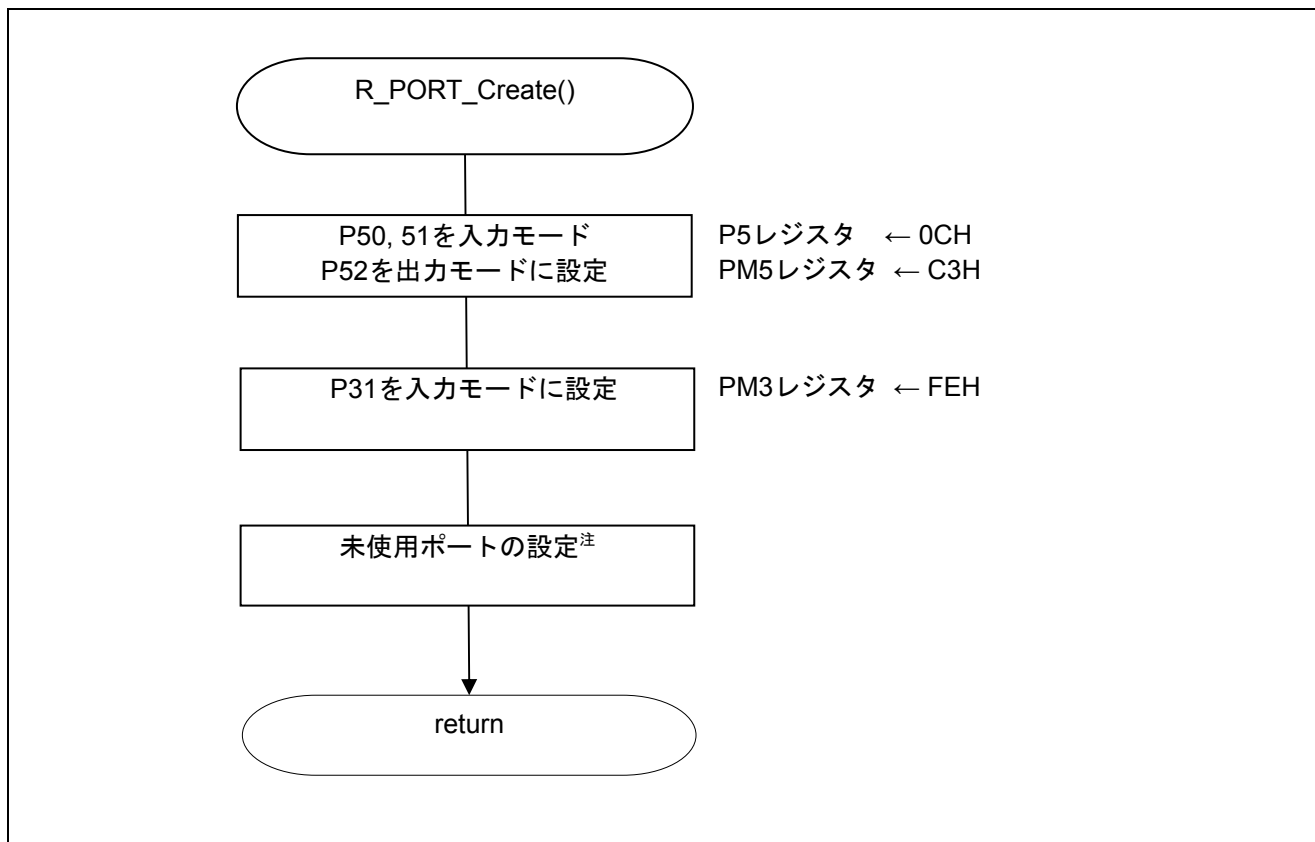 R_PORT_Create()
P50, 51を入力モード
P52を出力モードに設定
P5レジスタ ← 0CH
PM5レジスタ ← C3H
P31を入力モードに設定
PM3レジスタ ← FEH
未使用ポートの設定注
return